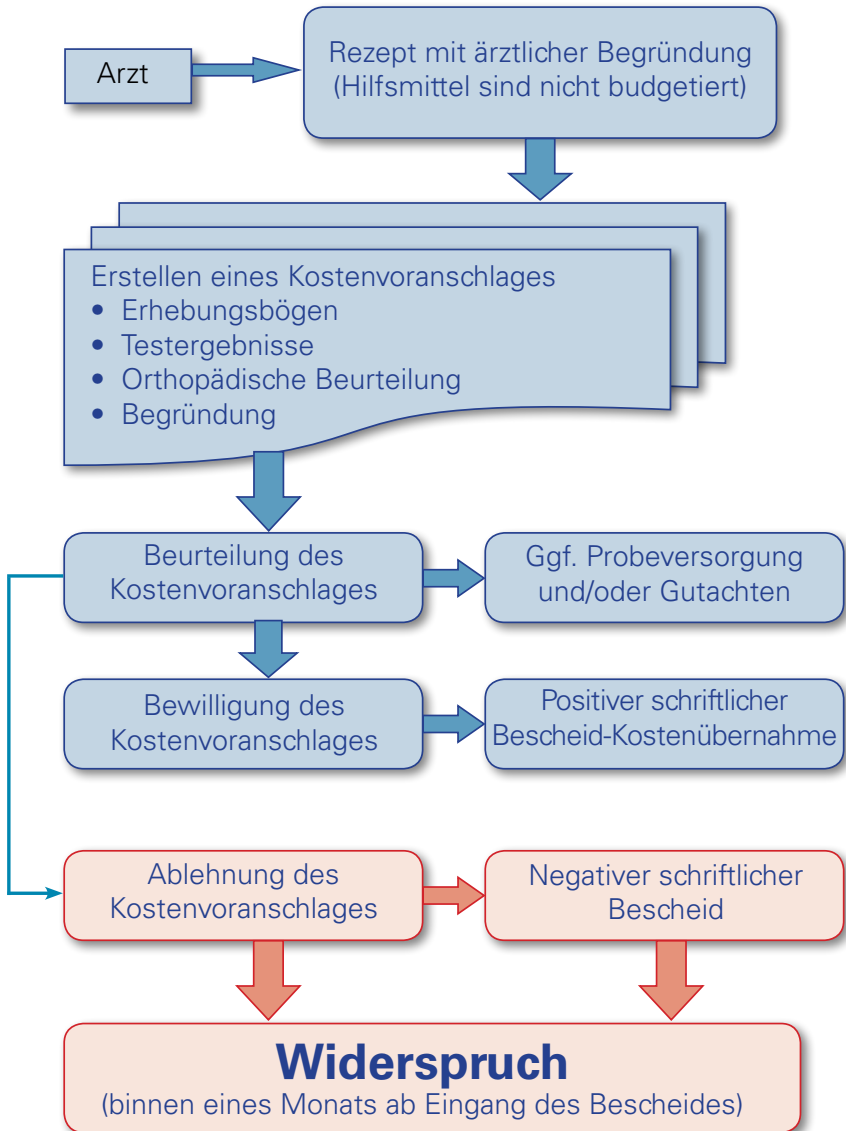 Arzt
Rezept mit ärztlicher Begründung
(Hilfsmittel sind nicht budgetiert)
Erstellen eines Kostenvoranschlages
• Erhebungsbögen
• Testergebnisse
• Orthopädische Beurteilung
• Begründung
Beurteilung des
Kostenvoranschlages
Ggf. Probeversorgung
und/oder Gutachten
Bewilligung des
Kostenvoranschlages
Positiver schriftlicher
Bescheid-Kostenübernahme
Ablehnung des
Kostenvoranschlages
Negativer schriftlicher
Bescheid
Widerspruch
(binnen eines Monats ab Eingang des Bescheides)